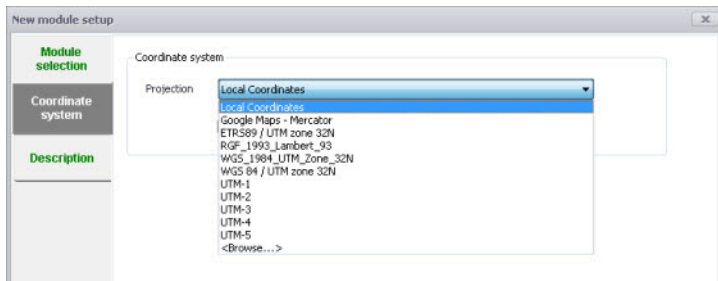 New module setup
Module
selection
Coordinate
system
Description
Coordinate system
Projection
Local Coordinates
Local Coordinates
Google Maps - Mercator
ETRS89 / UTM zone 32N
RGF_1993_Lambert_93
WGS_1984_UTM_Zone_32N
WGS 84 / UTM zone 32N
UTM-1
UTM-2
UTM-3
UTM-4
UTM-5
<Browse...>